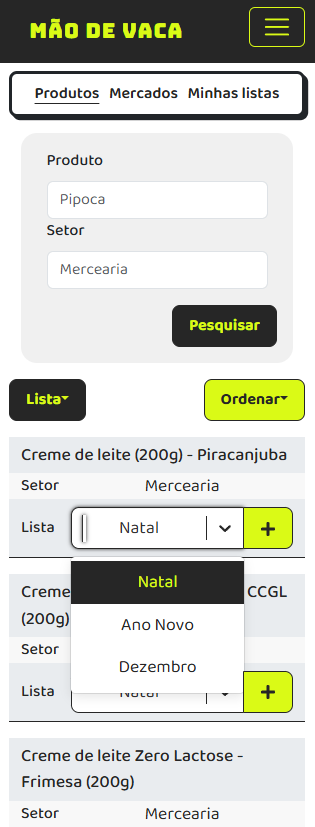 MÃO DE VACA
Produtos Mercados Minhas listas
Produto
Pipoca
Setor
Mercearia
Pesquisar
Lista
Ordenar
Creme de leite (200g) - Piracanjuba
Setor Mercearia
Lista Natal +
Natal
Ano Novo
Dezembro
Creme CCGL
(200g)
Setor
Lista Natal +
Creme de leite Zero Lactose -
Frimesa (200g)
Setor Mercearia